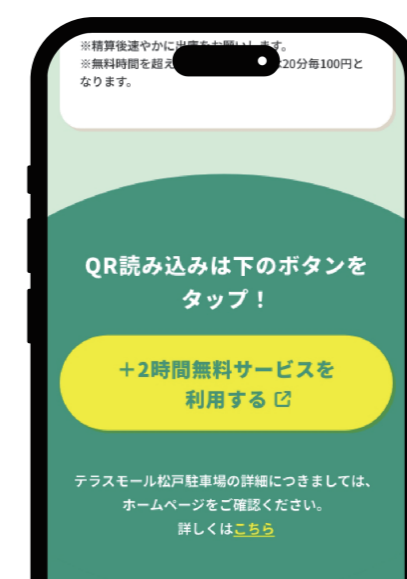 ※精算後速やかに出庫をお願いします。
※無料時間を超え 20分毎100円と
なります。
QR読み込みは下のボタンを
タップ！
＋2時間無料サービスを
利用する
テラスモール松戸駐車場の詳細につきましては、
ホームページをご確認ください。
詳しくはこちら